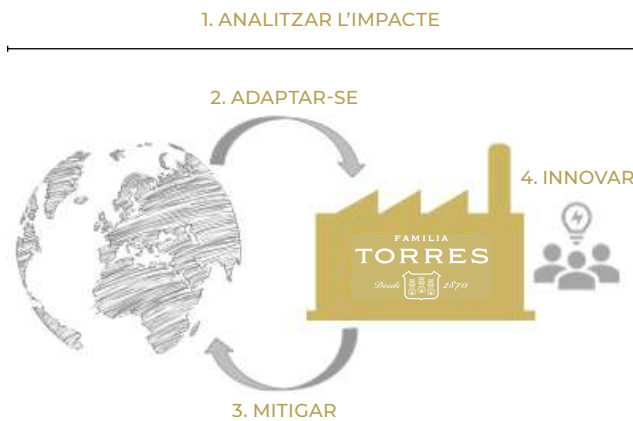 1. ANALITZAR L'IMPACTE
2. ADAPTAR-SE
4. INNOVAR
FAMILIA
TORRES
Desde 1870
3. MITIGAR